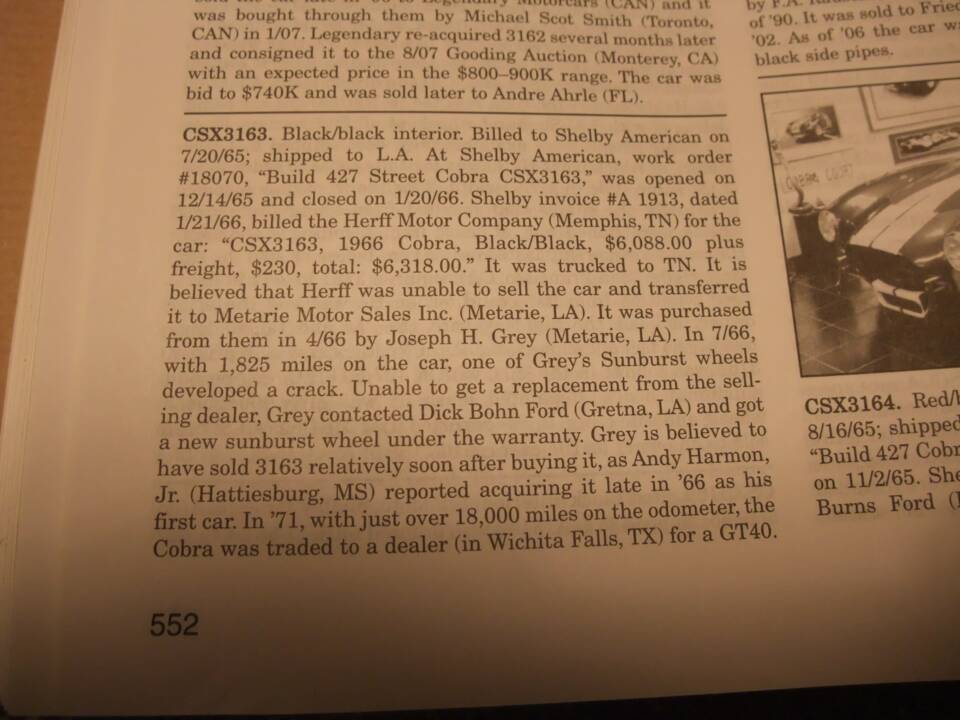 was bought through them by Michael Scot Smith (Toronto,
CAN) in 1/07. Legendary re-acquired 3162 several months later
and consigned it to the 8/07 Gooding Auction (Monterey, CA)
with an expected price in the $800–900K range. The car was
bid to $740K and was sold later to Andre Ahrle (FL).
CSX3163. Black/black interior. Billed to Shelby American on
7/20/65; shipped to L.A. At Shelby American, work order
#18070, “Build 427 Street Cobra CSX3163,” was opened on
12/14/65 and closed on 1/20/66. Shelby invoice #A 1913, dated
1/21/66, billed the Herff Motor Company (Memphis, TN) for the
car: “CSX3163, 1966 Cobra, Black/Black, $6,088.00 plus
freight, $230, total: $6,318.00.” It was trucked to TN. It is
believed that Herff was unable to sell the car and transferred
it to Metarie Motor Sales Inc. (Metarie, LA). It was purchased
from them in 4/66 by Joseph H. Grey (Metarie, LA). In 7/66,
with 1,825 miles on the car, one of Grey’s Sunburst wheels
developed a crack. Unable to get a replacement from the sell-
ing dealer, Grey contacted Dick Bohn Ford (Gretna, LA) and got
a new sunburst wheel under the warranty. Grey is believed to
have sold 3163 relatively soon after buying it, as Andy Harmon,
Jr. (Hattiesburg, MS) reported acquiring it late in ’66 as his
first car. In ’71, with just over 18,000 miles on the odometer, the
Cobra was traded to a dealer (in Wichita Falls, TX) for a GT40.
552
of ’90. It was sold to
’02. As of ’06 the car
black side pipes.
CSX3164. Red/
8/16/65; shipped
“Build 427
on 11/2/65.
Burns Ford